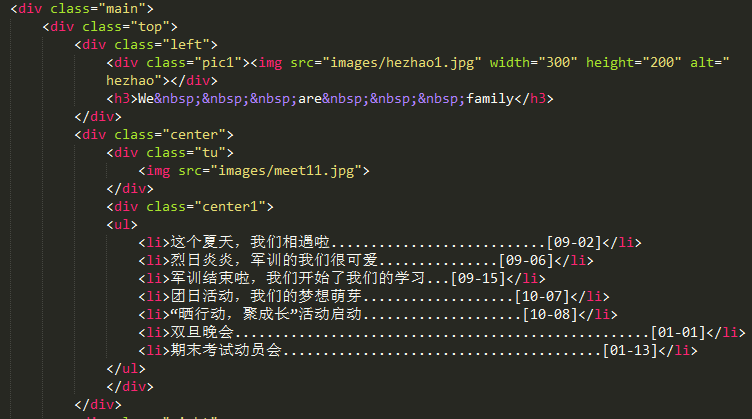 <div class="main">
<div class="top">
<div class="left">
<div class="pic1"><img src="images/hezhao1.jpg" width="300" height="200" alt="
hezhao"></div>
<h3>We&nbsp;&nbsp;&nbsp;are&nbsp;&nbsp;&nbsp;family</h3>
</div>
<div class="center">
<div class="tu">
<img src="images/meet11.jpg">
</div>
<div class="center1">
<ul>
<li>这个夏天，我们相遇啦...........................[09-02]</li>
<li>烈日炎炎，军训的我们很可爱...............[09-06]</li>
<li>军训结束啦，我们开始了我们的学习...[09-15]</li>
<li>团日活动，我们的梦想萌芽...................[10-07]</li>
<li>“晒行动，聚成长”活动启动....................[10-08]</li>
<li>双旦晚会....................................................[01-01]</li>
<li>期末考试动员会........................................[01-13]</li>
</ul>
</div>
</div>